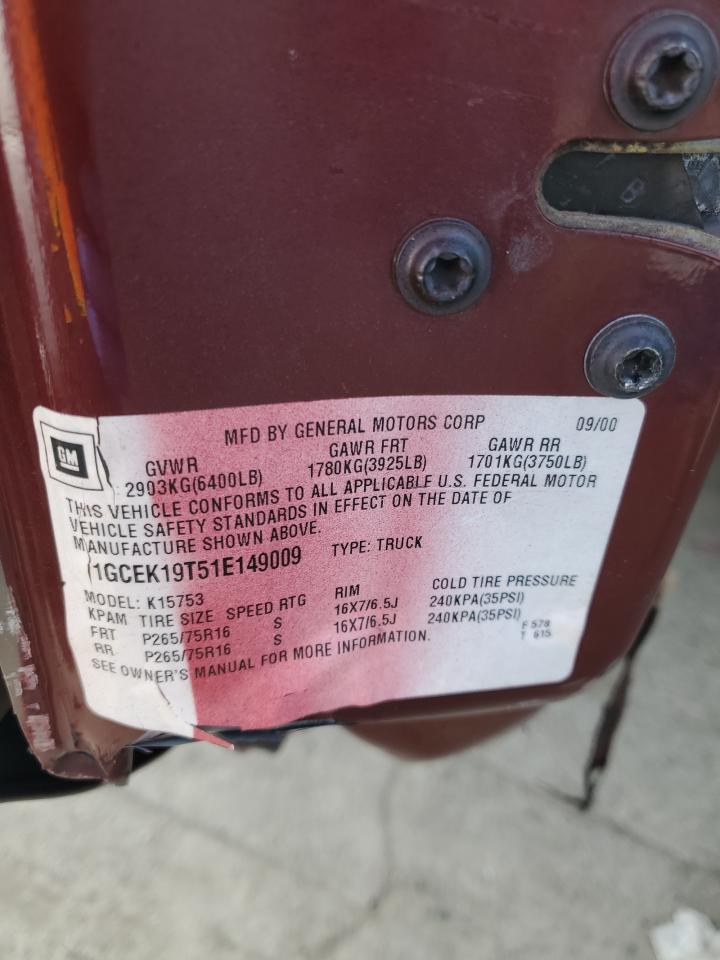 GM
MFD BY GENERAL MOTORS CORP 09/00
GVWR GAWR FRT GAWR RR
2903KG(6400LB) 1780KG(3925LB) 1701KG(3750LB)
THIS VEHICLE CONFORMS TO ALL APPLICABLE U.S. FEDERAL MOTOR
VEHICLE SAFETY STANDARDS IN EFFECT ON THE DATE OF
MANUFACTURE SHOWN ABOVE.
1GCEK19T51E149009 TYPE: TRUCK
MODEL: K15753
KPAM TIRE SIZE SPEED RTG RIM COLD TIRE PRESSURE
FRT P265/75R16 S 16X7/6.5J 240KPA(35PSI)
RR P265/75R16 S 16X7/6.5J 240KPA(35PSI)
SEE OWNER'S MANUAL FOR MORE INFORMATION.
F 578
T 615